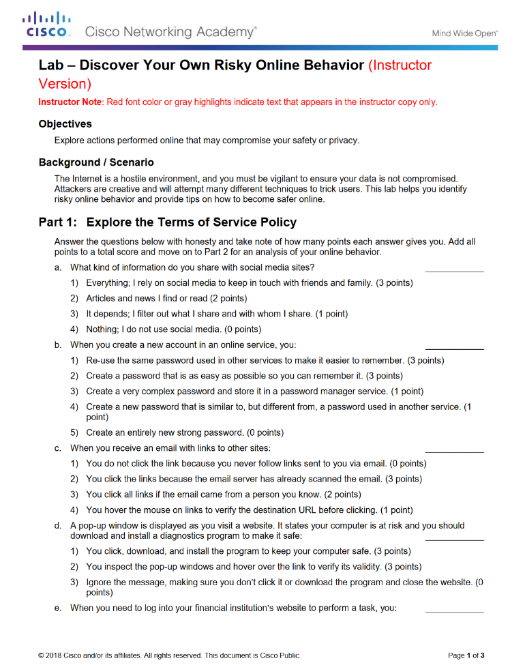 CISCO Cisco Networking Academy® Mind Wide Open®
Lab – Discover Your Own Risky Online Behavior (Instructor
Version)
Instructor Note: Red font color or gray highlights indicate text that appears in the instructor copy only.
Objectives
Explore actions performed online that may compromise your safety or privacy.
Background / Scenario
The Internet is a hostile environment, and you must be vigilant to ensure your data is not compromised.
Attackers are creative and will attempt many different techniques to trick users. This lab helps you identify
risky online behavior and provide tips on how to become safer online.
Part 1: Explore the Terms of Service Policy
Answer the questions below with honesty and take note of how many points each answer gives you. Add all
points to a total score and move on to Part 2 for an analysis of your online behavior.
a. What kind of information do you share with social media sites? ____________
1) Everything; I rely on social media to keep in touch with friends and family. (3 points)
2) Articles and news I find or read (2 points)
3) It depends; I filter out what I share and with whom I share. (1 point)
4) Nothing; I do not use social media. (0 points)
b. When you create a new account in an online service, you: ____________
1) Re-use the same password used in other services to make it easier to remember. (3 points)
2) Create a password that is as easy as possible so you can remember it. (3 points)
3) Create a very complex password and store it in a password manager service. (1 point)
4) Create a new password that is similar to, but different from, a password used in another service. (1
point)
5) Create an entirely new strong password. (0 points)
c. When you receive an email with links to other sites: ____________
1) You do not click the link because you never follow links sent to you via email. (0 points)
2) You click the links because the email server has already scanned the email. (3 points)
3) You click all links if the email came from a person you know. (2 points)
4) You hover the mouse on links to verify the destination URL before clicking. (1 point)
d. A pop-up window is displayed as you visit a website. It states your computer is at risk and you should
download and install a diagnostics program to make it safe: ____________
1) You click, download, and install the program to keep your computer safe. (3 points)
2) You inspect the pop-up windows and hover over the link to verify its validity. (3 points)
3) Ignore the message, making sure you don't click it or download the program and close the website. (0
points)
e. When you need to log into your financial institution's website to perform a task, you: ____________
© 2018 Cisco and/or its affiliates. All rights reserved. This document is Cisco Public. Page 1 of 3